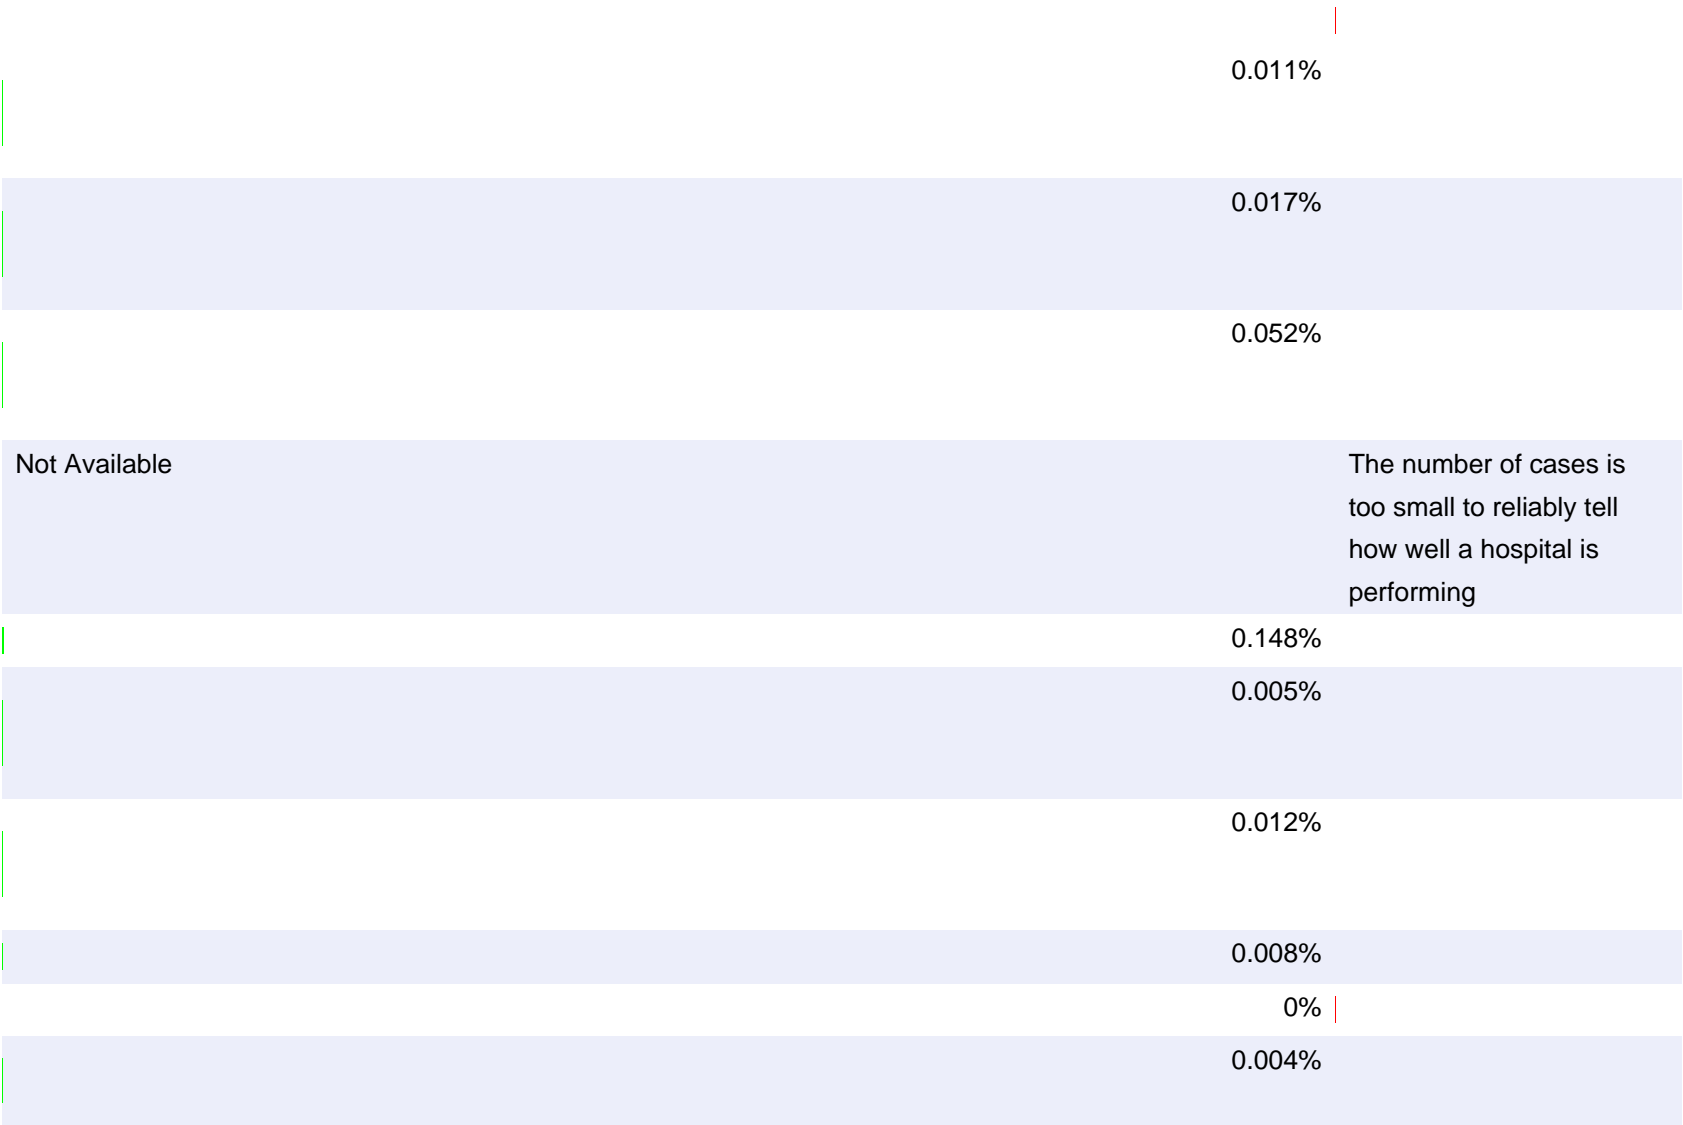 0.011%
0.017%
0.052%
Not Available
The number of cases is
too small to reliably tell
how well a hospital is
performing
0.148%
0.005%
0.012%
0.008%
0%
0.004%